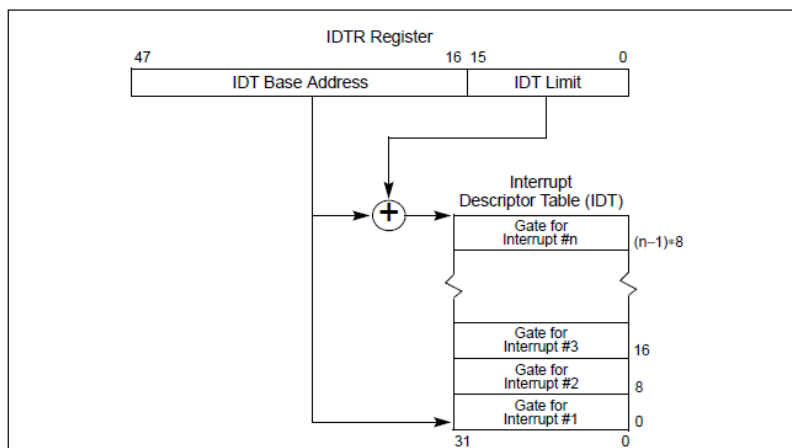 IDTR Register
47 16 15 0
IDT Base Address IDT Limit
+
Interrupt
Descriptor Table (IDT)
Gate for
Interrupt #n
(n–1)∗8
Gate for
Interrupt #3
16
Gate for
Interrupt #2
8
Gate for
Interrupt #1
0
31 0